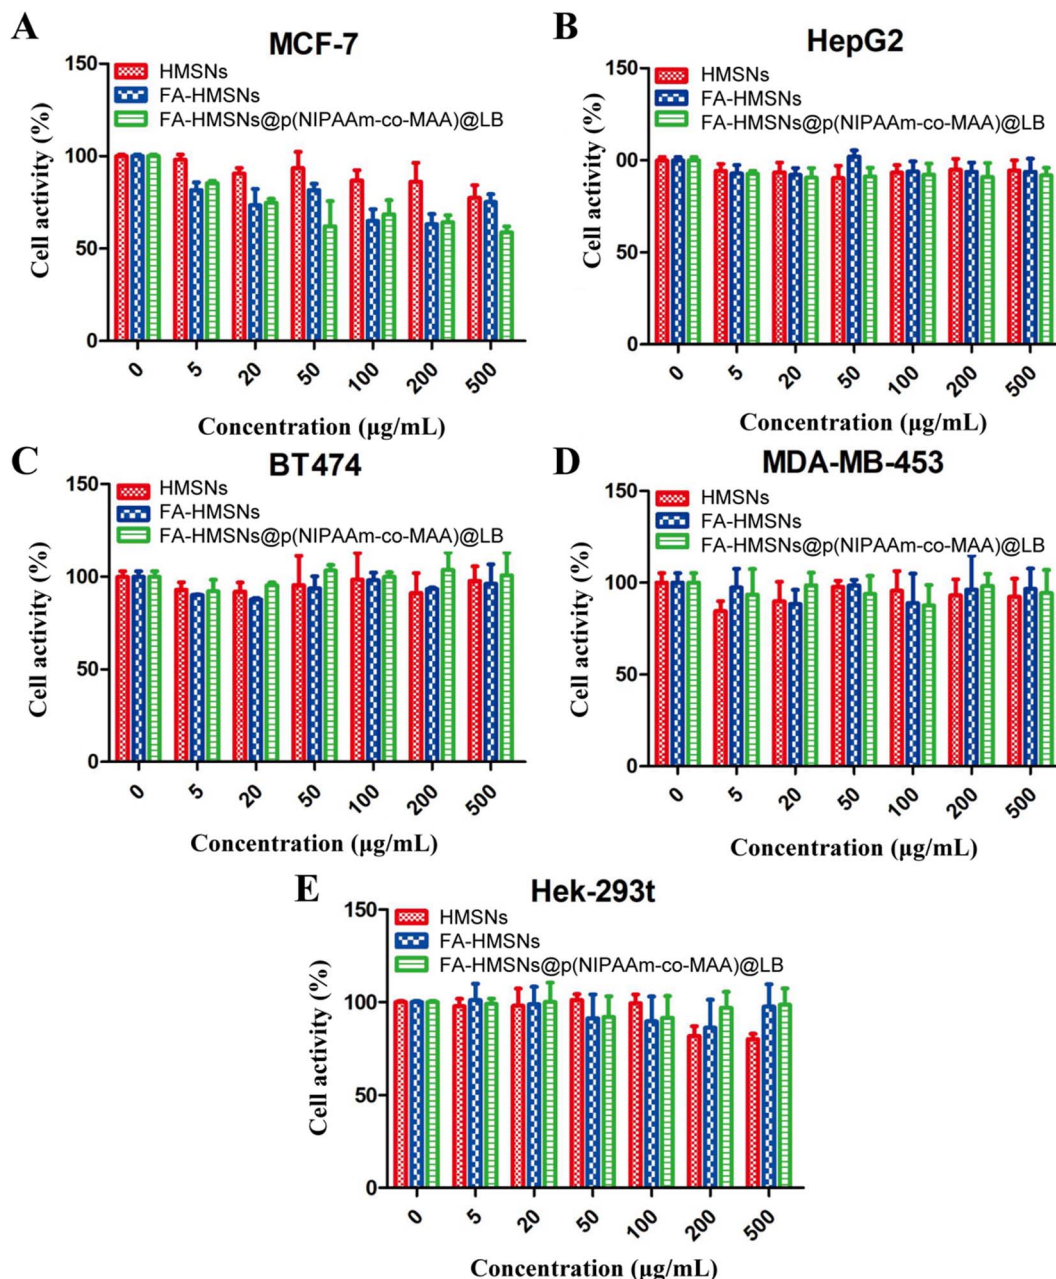 A
MCF-7
HMSNs
FA-HMSNs
FA-HMSNs@p(NIPAAm-co-MAA)@LB
Cell activity (%)
150
100
50
0
0
5
20
50
100
200
500
Concentration (μg/mL)
B
HepG2
HMSNs
FA-HMSNs
FA-HMSNs@p(NIPAAm-co-MAA)@LB
Cell activity (%)
150
00
50
0
0
5
20
50
100
200
500
Concentration (μg/mL)
C
BT474
HMSNs
FA-HMSNs
FA-HMSNs@p(NIPAAm-co-MAA)@LB
Cell activity (%)
150
100
50
0
0
5
20
50
100
200
500
Concentration (μg/mL)
D
MDA-MB-453
HMSNs
FA-HMSNs
FA-HMSNs@p(NIPAAm-co-MAA)@LB
Cell activity (%)
150
100
50
0
0
5
20
50
100
200
500
Concentration (μg/mL)
E
Hek-293t
HMSNs
FA-HMSNs
FA-HMSNs@p(NIPAAm-co-MAA)@LB
Cell activity (%)
150
100
50
0
0
5
20
50
100
200
500
Concentration (μg/mL)